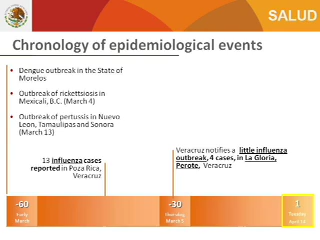 SALUD
Chronology of epidemiological events
• Dengue outbreak in the State of
Morelos
• Outbreak of rickettsiosis in
Mexicali, B.C. (March 4)
• Outbreak of pertussis in Nuevo
Leon, Tamaulipas and Sonora
(March 13)
13 influenza cases
reported in Poza Rica,
Veracruz
Veracruz notifies a little influenza
outbreak, 4 cases, in La Gloria,
Perote, Veracruz
-60
March
-30
March
1
Tuesday